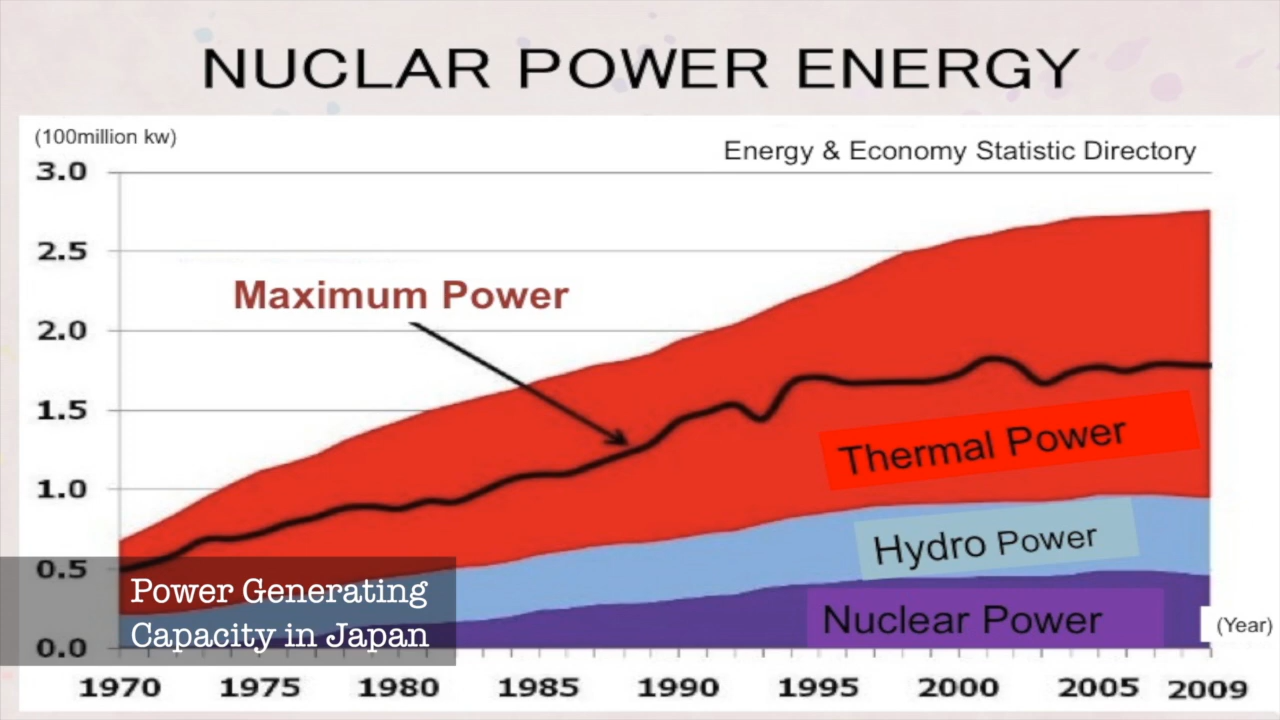 NUCLAR POWER ENERGY
(100million kw)
Energy & Economy Statistic Directory
3.0
2.5
Maximum Power
2.0
1.5
Thermal Power
1.0
Hydro Power
0.5
Power Generating
Capacity in Japan
Nuclear Power
(Year)
0.0
1970 1975 1980 1985 1990 1995 2000 2005 2009